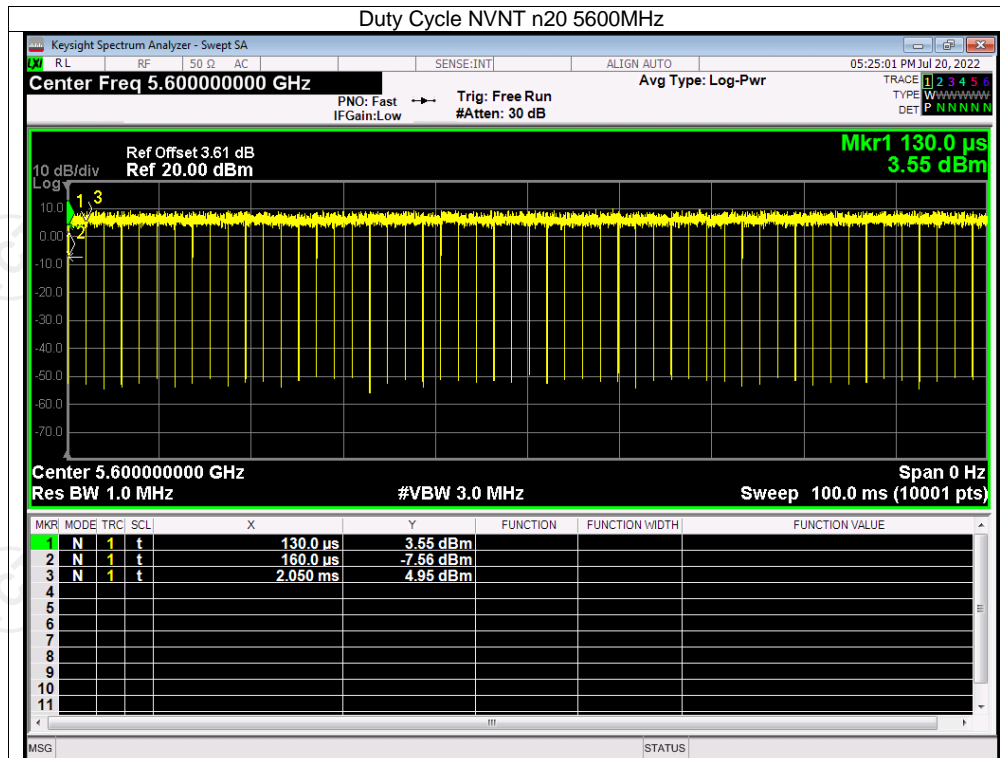 Duty Cycle NVNT n20 5600MHz
Keysight Spectrum Analyzer - Swept SA
LXI RL RF 50 Ω AC SENSE:INT ALIGN AUTO 05:25:01 PM Jul 20, 2022
Center Freq 5.600000000 GHz
PNO: Fast
IFGain:Low
Trig: Free Run
#Atten: 30 dB
Avg Type: Log-Pwr
TRACE 1 2 3 4 5 6
TYPE WWWWWW
DET P N N N N N
10 dB/div
Log
Ref Offset 3.61 dB
Ref 20.00 dBm
Mkr1 130.0 µs
3.55 dBm
10.0
0.00
-10.0
-20.0
-30.0
-40.0
-50.0
-60.0
-70.0
1
2
3
Center 5.600000000 GHz Span 0 Hz
Res BW 1.0 MHz #VBW 3.0 MHz Sweep 100.0 ms (10001 pts)
MKR MODE TRC SCL X Y FUNCTION FUNCTION WIDTH FUNCTION VALUE
1 N 1 t 130.0 µs 3.55 dBm
2 N 1 t 160.0 µs -7.56 dBm
3 N 1 t 2.050 ms 4.95 dBm
4
5
6
7
8
9
10
11
MSG STATUS